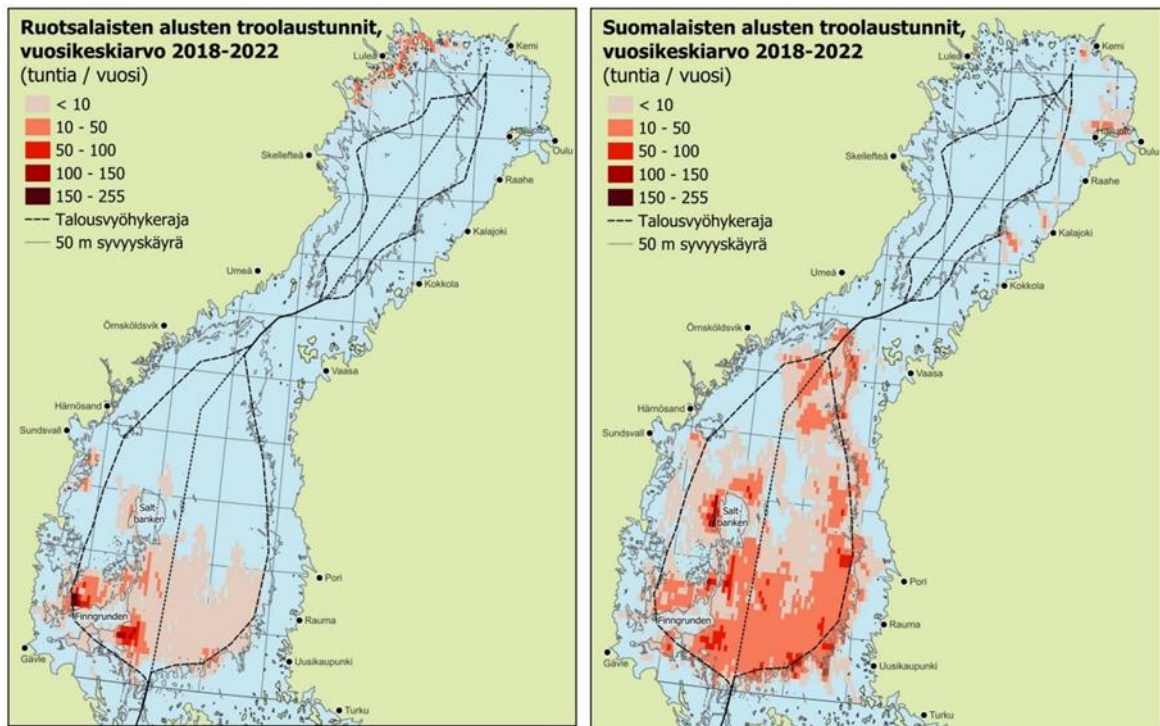 Ruotsalaisten alusten troolaustunnit,
vuosikeskiarvo 2018-2022
(tuntia / vuosi)
< 10
10 - 50
50 - 100
100 - 150
150 - 255
Talousvyöhykeraja
50 m syvyyskäyrä
Luleå
Kemi
Skellefteå
Hailuoto
Oulu
Raahe
Kalajoki
Umeå
Kokkola
Örnsköldsvik
Vaasa
Härnösand
Sundsvall
Salt-
banken
Pori
Finngrunden
Rauma
Gävle
Uusikaupunki
Turku
Suomalaisten alusten troolaustunnit,
vuosikeskiarvo 2018-2022
(tuntia / vuosi)
< 10
10 - 50
50 - 100
100 - 150
150 - 255
Talousvyöhykeraja
50 m syvyyskäyrä
Luleå
Kemi
Skellefteå
Hailuoto
Oulu
Raahe
Kalajoki
Umeå
Kokkola
Örnsköldsvik
Vaasa
Härnösand
Sundsvall
Salt-
banken
Pori
Finngrunden
Rauma
Gävle
Uusikaupunki
Turku